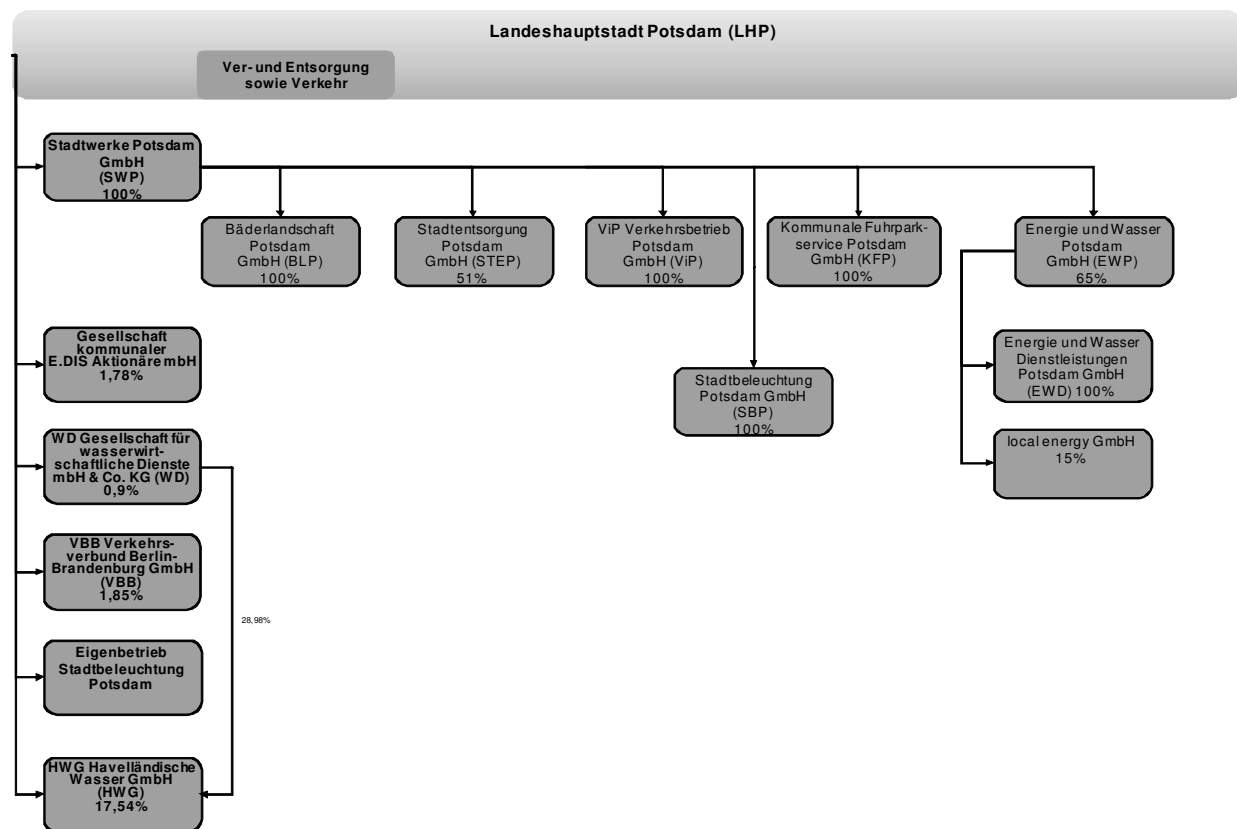 Landeshauptstadt Potsdam (LHP)
Ver- und Entsorgung
sowie Verkehr
Stadtwerke Potsdam
GmbH
(SWP)
100%
Bäderlandschaft
Potsdam
GmbH (BLP)
100%
Stadtentsorgung
Potsdam
GmbH (STEP)
51%
ViP Verkehrsbetrieb
Potsdam
GmbH (ViP)
100%
Kommunale Fuhrpark-
service Potsdam
GmbH (KFP)
100%
Energie und Wasser
Potsdam
GmbH (EWP)
65%
Gesellschaft
kommunaler
E.DIS Aktionäre mbH
1,78%
Stadtbeleuchtung
Potsdam GmbH
(SBP)
100%
Energie und Wasser
Dienstleistungen
Potsdam GmbH
(EWD) 100%
WD Gesellschaft für
wasserwirt-
schaftliche Dienste
mbH & Co. KG (WD)
0,9%
local energy GmbH
15%
VBB Verkehrs-
verbund Berlin-
Brandenburg GmbH
(VBB)
1,85%
28,98%
Eigenbetrieb
Stadtbeleuchtung
Potsdam
HWG Havelländische
Wasser GmbH
(HWG)
17,54%